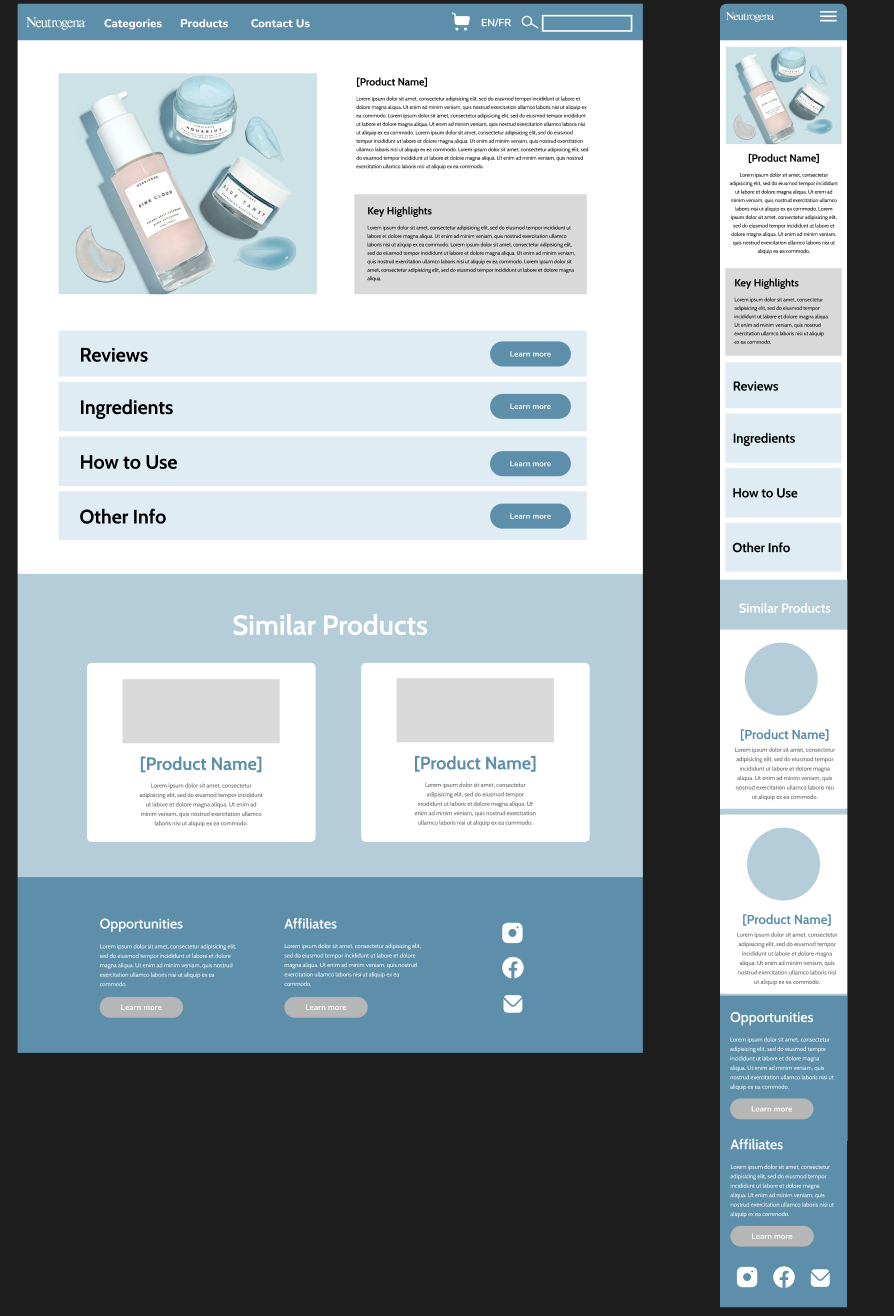 Neutrogena
Categories
Products
Contact Us
EN/FR
HERBIVORE
AQUARIUS
HERBIVORE
PINK CLOUD
BLUE TANSY
[Product Name]
Lorem ipsum dolor sit amet, consectetur adipisicing elit, sed do eiusmod tempor incididunt ut labore et
dolore magna aliqua. Ut enim ad minim veniam, quis nostrud exercitation ullamco laboris nisi ut aliquip ex
ea commodo. Lorem ipsum dolor sit amet, consectetur adipisicing elit, sed do eiusmod tempor incididunt ut
labore et dolore magna aliqua. Ut enim ad minim veniam, quis nostrud exercitation ullamco laboris nisi ut
aliquip ex ea commodo. Lorem ipsum dolor sit amet, consectetur adipisicing elit, sed do eiusmod tempor
incididunt ut labore et dolore magna aliqua. Ut enim ad minim veniam, quis nostrud exercitation ullamco
laboris nisi ut aliquip ex ea commodo. Lorem ipsum dolor sit amet, consectetur adipisicing elit, sed
do eiusmod tempor incididunt ut labore et dolore magna aliqua. Ut enim ad minim veniam, quis nostrud
exercitation ullamco laboris nisi ut aliquip ex ea commodo.
Key Highlights
Lorem ipsum dolor sit amet, consectetur adipisicing elit, sed do eiusmod tempor incididunt ut
labore et dolore magna aliqua. Ut enim ad minim veniam, quis nostrud exercitation ullamco
laboris nisi ut aliquip ex ea commodo. Lorem ipsum dolor sit amet, consectetur adipisicing elit,
sed do eiusmod tempor incididunt ut labore et dolore magna aliqua. Ut enim ad minim veniam,
quis nostrud exercitation ullamco laboris nisi ut aliquip ex ea commodo. Lorem ipsum dolor sit
amet, consectetur adipisicing elit, sed do eiusmod tempor incididunt ut labore et dolore magna
aliqua.
Reviews
Learn more
Ingredients
Learn more
How to Use
Learn more
Other Info
Learn more
Similar Products
[Product Name]
Lorem ipsum dolor sit amet, consectetur
adipisicing elit, sed do eiusmod tempor incididunt
ut labore et dolore magna aliqua. Ut enim ad
minim veniam, quis nostrud exercitation ullamco
laboris nisi ut aliquip ex ea commodo.
[Product Name]
Lorem ipsum dolor sit amet, consectetur
adipisicing elit, sed do eiusmod tempor
incididunt ut labore et dolore magna aliqua. Ut
enim ad minim veniam, quis nostrud exercitation
ullamco laboris nisi ut aliquip ex ea commodo.
Opportunities
Lorem ipsum dolor sit amet, consectetur adipisicing elit,
sed do eiusmod tempor incididunt ut labore et dolore
magna aliqua. Ut enim ad minim veniam, quis nostrud
exercitation ullamco laboris nisi ut aliquip ex ea
commodo.
Learn more
Affiliates
Lorem ipsum dolor sit amet, consectetur adipisicing elit,
sed do eiusmod tempor incididunt ut labore et dolore
magna aliqua. Ut enim ad minim veniam, quis nostrud
exercitation ullamco laboris nisi ut aliquip ex ea
commodo.
Learn more
Neutrogena
[Product Name]
Lorem ipsum dolor sit amet, consectetur
adipisicing elit, sed do eiusmod tempor incididunt
ut labore et dolore magna aliqua. Ut enim ad
minim veniam, quis nostrud exercitation ullamco
laboris nisi ut aliquip ex ea commodo. Lorem
ipsum dolor sit amet, consectetur adipisicing elit,
sed do eiusmod tempor incididunt ut labore et
dolore magna aliqua. Ut enim ad minim veniam,
quis nostrud exercitation ullamco laboris nisi ut
aliquip ex ea commodo.
Key Highlights
Lorem ipsum dolor sit amet, consectetur
adipisicing elit, sed do eiusmod tempor
incididunt ut labore et dolore magna aliqua.
Ut enim ad minim veniam, quis nostrud
exercitation ullamco laboris nisi ut aliquip
ex ea commodo.
Reviews
Ingredients
How to Use
Other Info
Similar Products
[Product Name]
Lorem ipsum dolor sit amet, consectetur
adipisicing elit, sed do eiusmod tempor
incididunt ut labore et dolore magna
aliqua. Ut enim ad minim veniam, quis
nostrud exercitation ullamco laboris nisi
ut aliquip ex ea commodo.
[Product Name]
Lorem ipsum dolor sit amet, consectetur
adipisicing elit, sed do eiusmod tempor
incididunt ut labore et dolore magna
aliqua. Ut enim ad minim veniam, quis
nostrud exercitation ullamco laboris nisi
ut aliquip ex ea commodo.
Opportunities
Lorem ipsum dolor sit amet, consectetur
adipisicing elit, sed do eiusmod tempor
incididunt ut labore et dolore magna
aliqua. Ut enim ad minim veniam, quis
nostrud exercitation ullamco laboris nisi ut
aliquip ex ea commodo.
Learn more
Affiliates
Lorem ipsum dolor sit amet, consectetur
adipisicing elit, sed do eiusmod tempor
incididunt ut labore et dolore magna
aliqua. Ut enim ad minim veniam, quis
nostrud exercitation ullamco laboris nisi ut
aliquip ex ea commodo.
Learn more